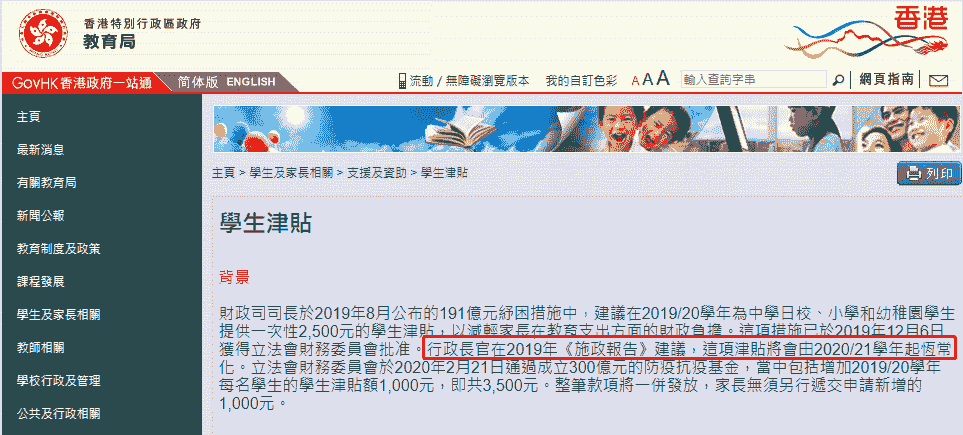 香港特別行政區政府
教育局
香港
GovHK 香港政府一站通
简体版
ENGLISH
流動 / 無障礙瀏覽版本
我的自訂色彩
A A A
輸入查詢字串
網頁指南
主頁
最新消息
有關教育局
新聞公報
教育制度及政策
課程發展
學生及家長相關
教師相關
學校行政及管理
公共及行政相關
主頁 > 學生及家長相關 > 支援及資助 > 學生津貼
列印
學生津貼
背景
財政司司長於2019年8月公布的191億元紓困措施中，建議在2019/20學年為中學日校、小學和幼稚園學生
提供一次性2,500元的學生津貼，以減輕家長在教育支出方面的財政負擔。這項措施已於2019年12月6日
獲得立法會財務委員會批准。行政長官在2019年《施政報告》建議，這項津貼將會由2020/21學年起恆常
化。立法會財務委員會於2020年2月21日通過成立300億元的防疫抗疫基金，當中包括增加2019/20學年
每名學生的學生津貼額1,000元，即共3,500元。整筆款項將一併發放，家長無須另行遞交申請新增的
1,000元。